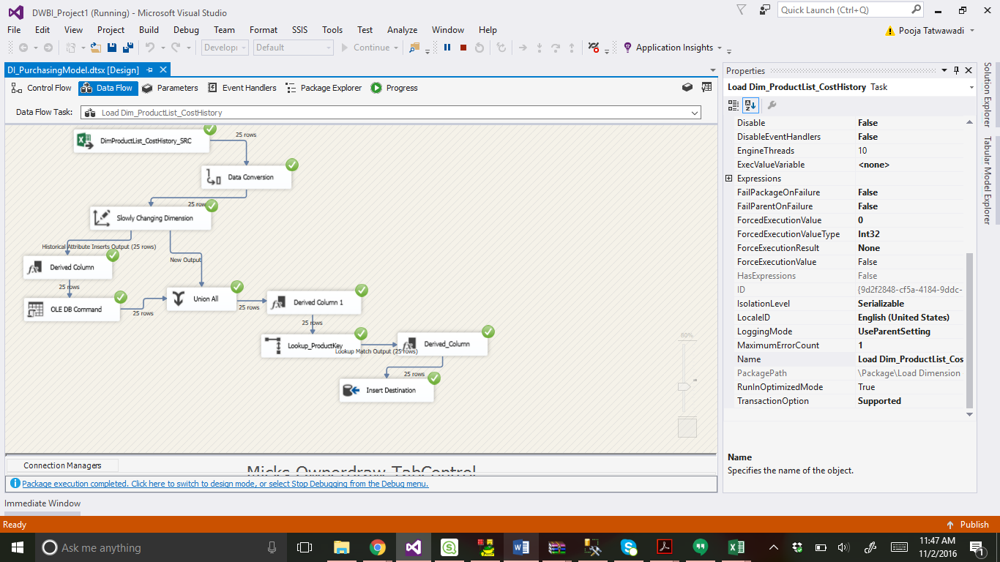 DWBI_Project1 (Running) - Microsoft Visual Studio
Quick Launch (Ctrl+Q)
File Edit View Project Build Debug Team Format SSIS Tools Test Analyze Window Help
Pooja Tatwawadi
Develop Default Continue Application Insights
DI_PurchasingModel.dtsx [Design]
Control Flow Data Flow Parameters Event Handlers Package Explorer Progress
Data Flow Task: Load Dim_ProductList_CostHistory
DimProductList_CostHistory_SRC
25 rows
Data Conversion
25 row
Slowly Changing Dimension
Historical Attribute Inserts Output (25 rows)
New Output
Derived Column
25 rows
OLE DB Command
25 rows
Union All
25 rows
Derived Column 1
25 rows
Lookup_ProductKey
Lookup Match Output (25 rows)
Derived_Column
25 rows
Insert Destination
80%
Connection Managers
Micks Ownerdraw TabControl
Package execution completed. Click here to switch to design mode, or select Stop Debugging from the Debug menu.
Immediate Window
Properties
Load Dim_ProductList_CostHistory Task
Disable False
DisableEventHandlers False
EngineThreads 10
ExecValueVariable <none>
Expressions
FailPackageOnFailure False
FailParentOnFailure False
ForcedExecutionValue 0
ForcedExecutionValueType Int32
ForceExecutionResult None
ForceExecutionValue False
HasExpressions False
ID {9d2f2848-cf5a-4184-9ddc-
IsolationLevel Serializable
LocaleID English (United States)
LoggingMode UseParentSetting
MaximumErrorCount 1
Name Load Dim_ProductList_Cos
PackagePath \Package\Load Dimension
RunInOptimizedMode True
TransactionOption Supported
Name
Specifies the name of the object.
Solution Explorer
Tabular Model Explorer
Ready
Publish
Ask me anything
11:47 AM
11/2/2016
1